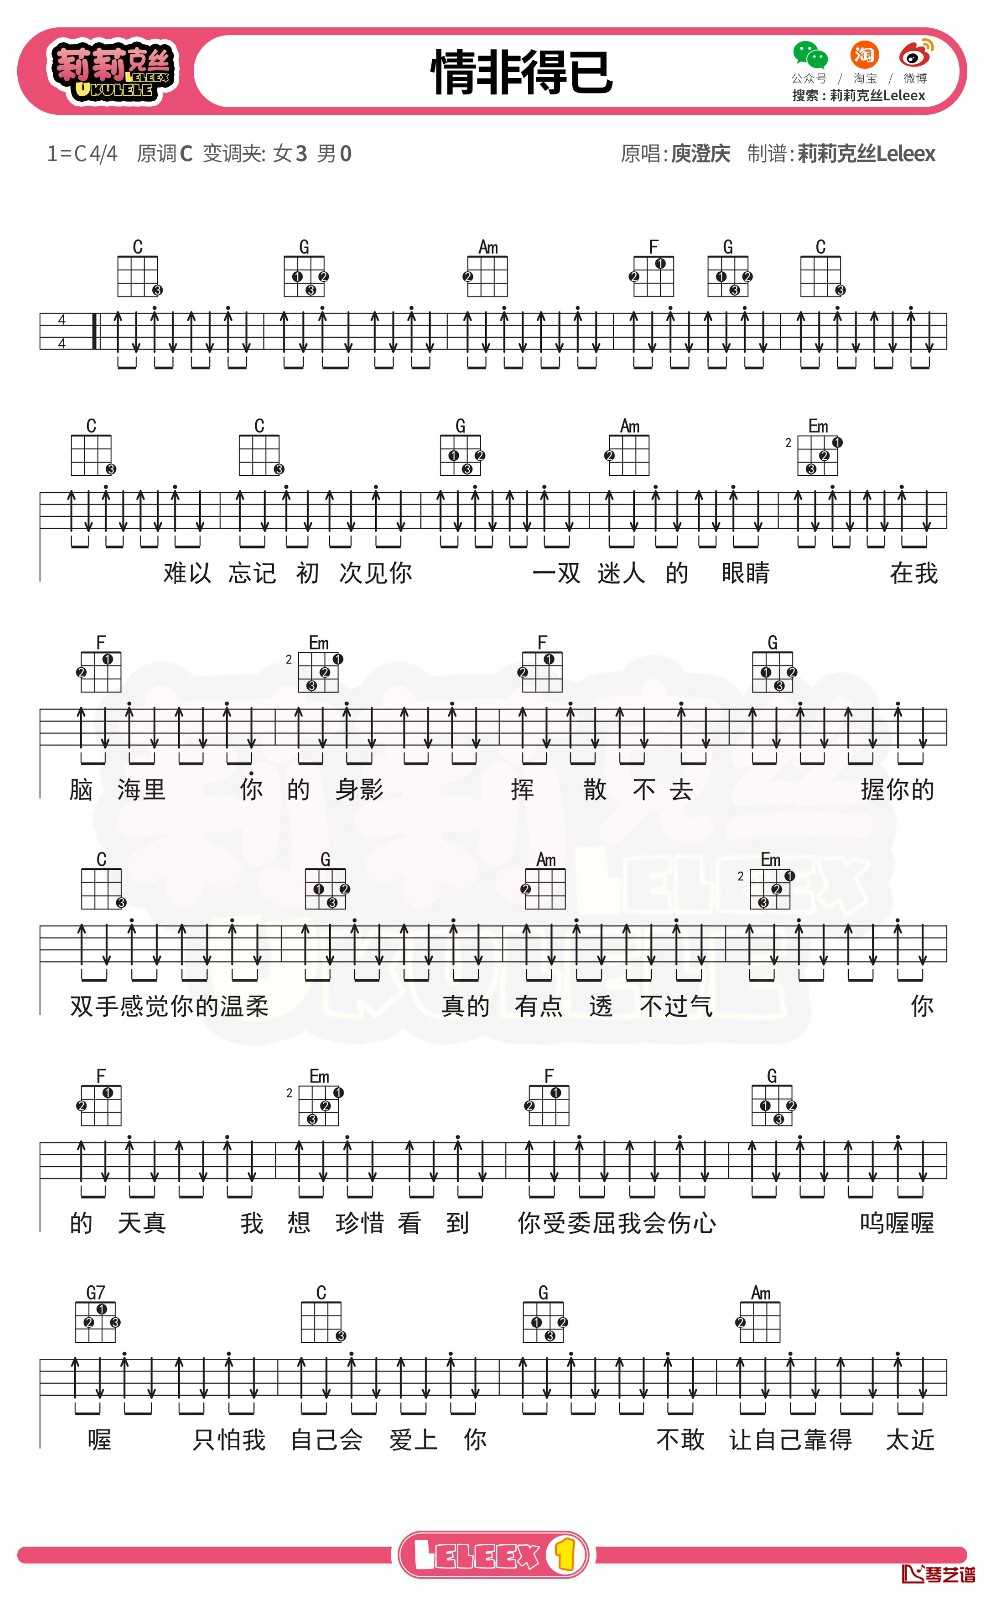 莉莉克丝
LELEEX
UKULELE
情非得已
公众号 / 淘宝 / 微博
搜索：莉莉克丝Leleex
1=C 4/4 原调C 变调夹: 女3 男0
原唱：庾澄庆 制谱：莉莉克丝Leleex
C G Am F G C
4
4
C C G Am Em
2
难以 忘记 初 次见你 一双 迷人 的 眼睛 在我
F Em F G
2
脑 海里 你 的 身影 挥 散 不 去 握你的
C G Am Em
2
双手感觉你的温柔 真的 有点 透 不过气 你
F Em F G
2
的 天真 我 想 珍惜 看 到 你受委屈我会伤心 呜喔喔
G7 C G Am
喔 只怕我 自己会 爱上 你 不敢 让自己靠得 太近
LELEEX 1
琴艺谱